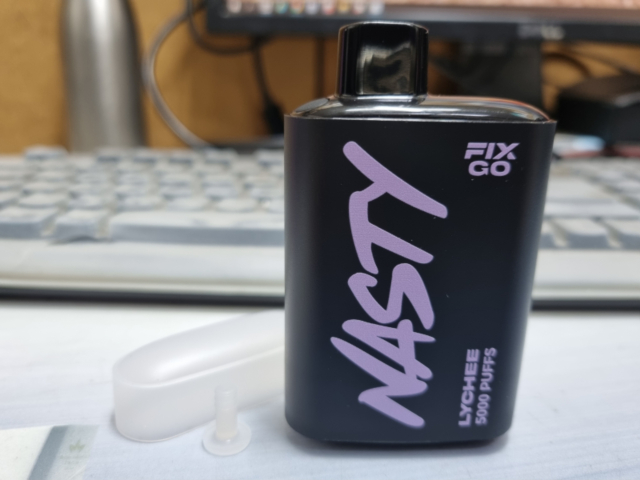 FIX
GO
NASTY
LYCHEE
5000 PUFFS